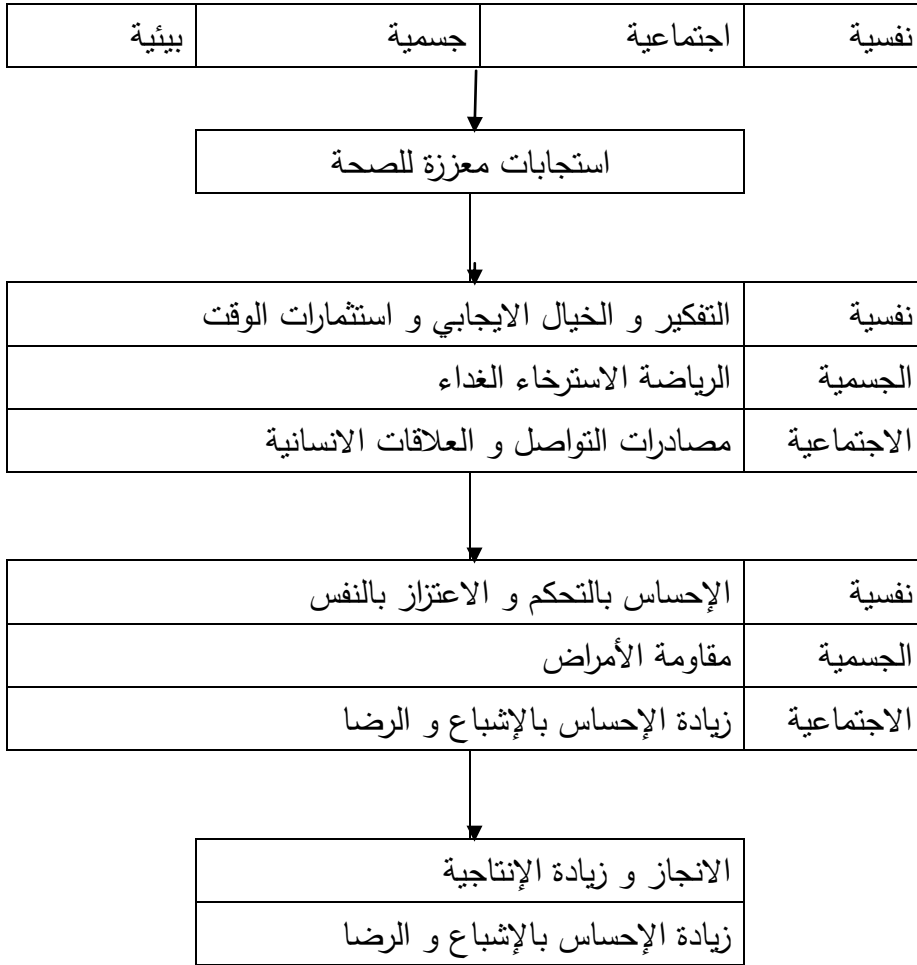 نفسية اجتماعية جسمية بيئية
استجابات معززة للصحة
نفسية التفكير و الخيال الايجابي و استثمارات الوقت
الجسمية الرياضة الاسترخاء الغداء
الاجتماعية مصادرات التواصل و العلاقات الانسانية
نفسية الإحساس بالتحكم و الاعتزاز بالنفس
الجسمية مقاومة الأمراض
الاجتماعية زيادة الإحساس بالإشباع و الرضا
الانجاز و زيادة الإنتاجية
زيادة الإحساس بالإشباع و الرضا